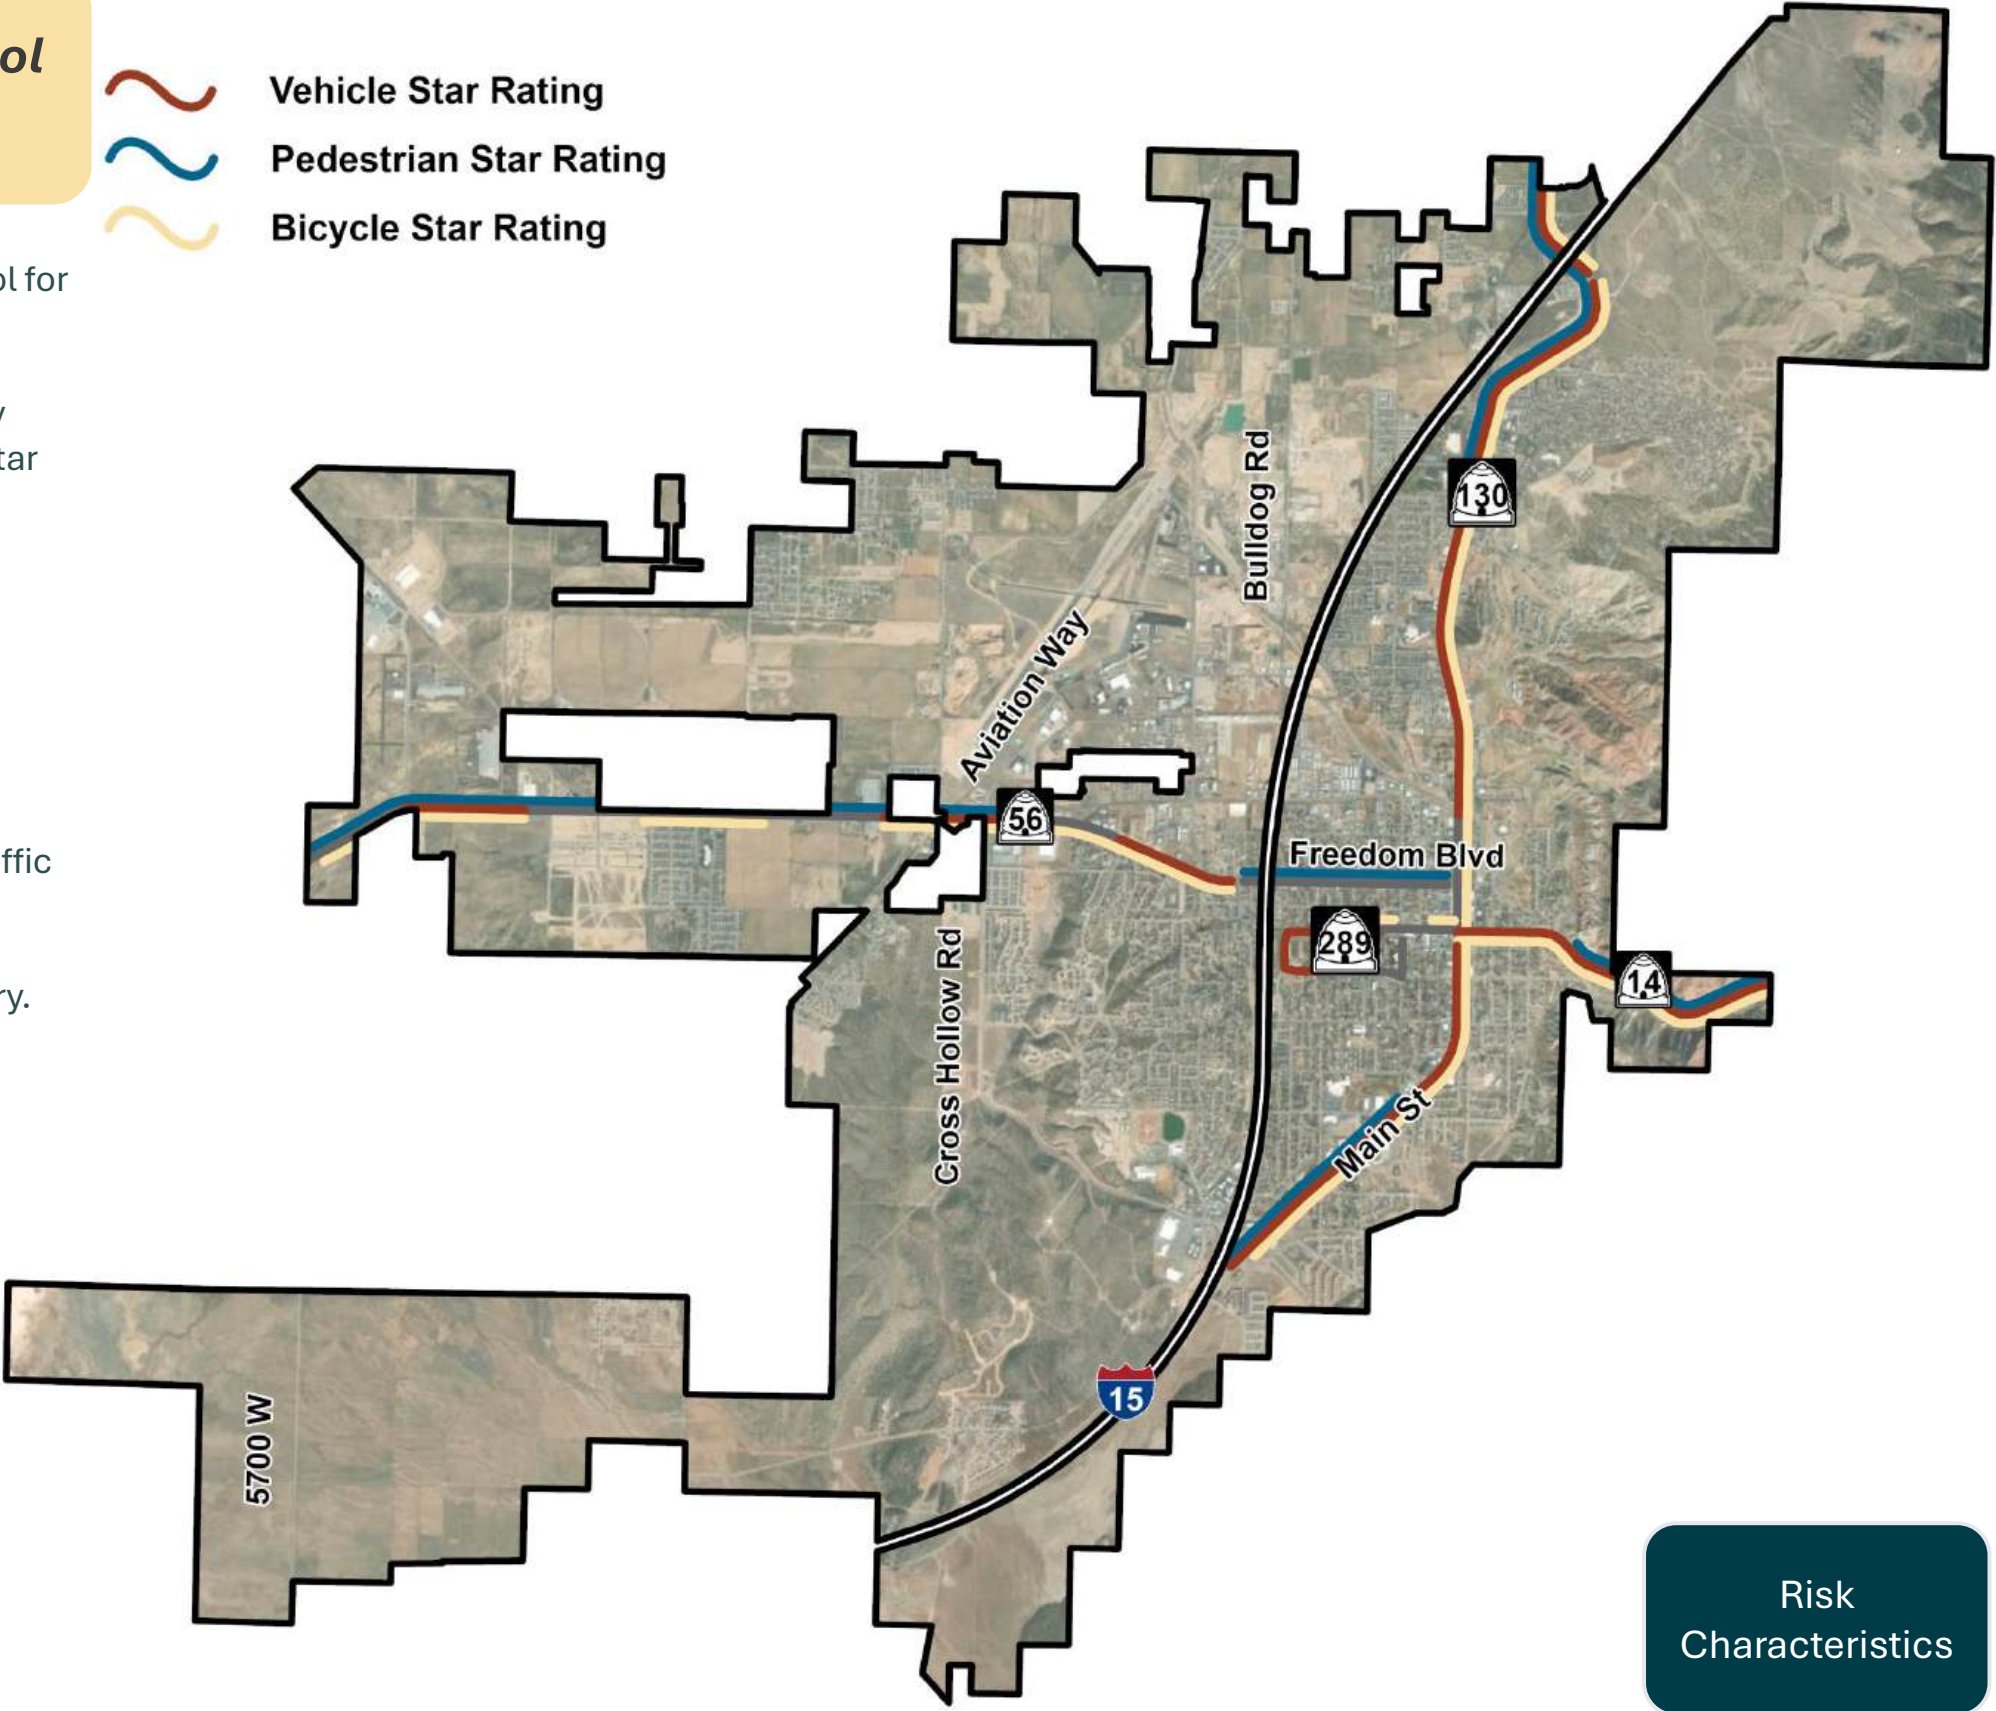 ol
Vehicle Star Rating
Pedestrian Star Rating
Bicycle Star Rating
ol for
y
tar
ffic
ry.
130
Bulldog Rd
Aviation Way
56
Freedom Blvd
289
14
Cross Hollow Rd
Main St
15
5700 W
Risk
Characteristics